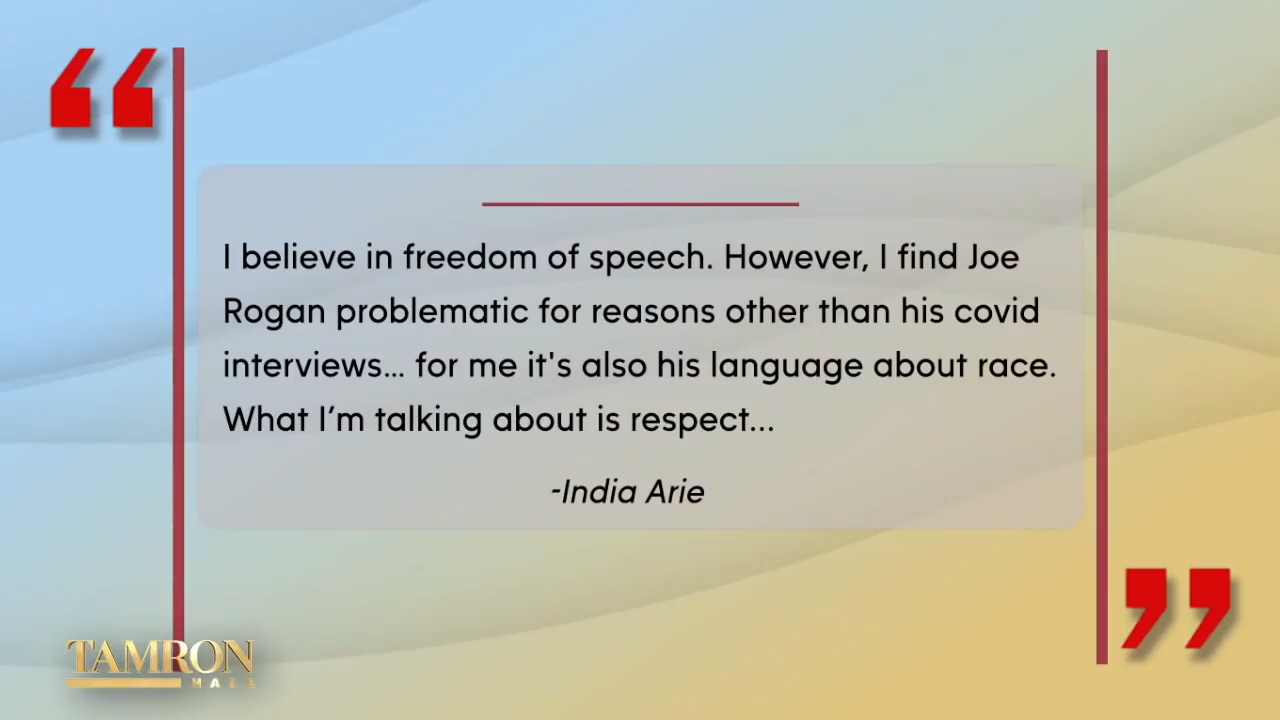 “
I believe in freedom of speech. However, I find Joe
Rogan problematic for reasons other than his covid
interviews... for me it's also his language about race.
What I’m talking about is respect...
-India Arie
”
TAMRON
HALL